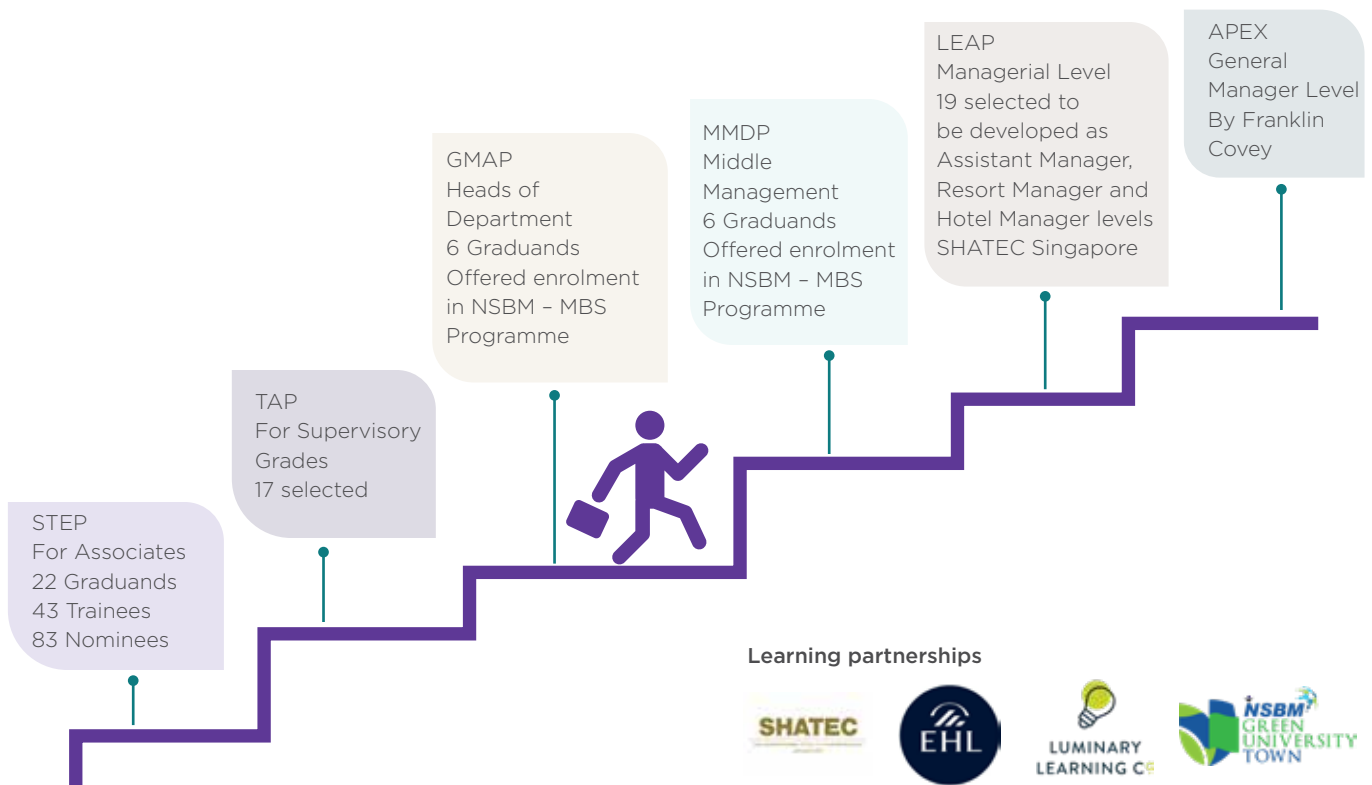 STEP
For Associates
22 Graduands
43 Trainees
83 Nominees
TAP
For Supervisory
Grades
17 selected
GMAP
Heads of
Department
6 Graduands
Offered enrolment
in NSBM – MBS
Programme
MMDP
Middle
Management
6 Graduands
Offered enrolment
in NSBM – MBS
Programme
LEAP
Managerial Level
19 selected to
be developed as
Assistant Manager,
Resort Manager and
Hotel Manager levels
SHATEC Singapore
APEX
General
Manager Level
By Franklin
Covey
Learning partnerships
SHATEC
EHL
LUMINARY
LEARNING CO
NSBM
GREEN
UNIVERSITY
TOWN